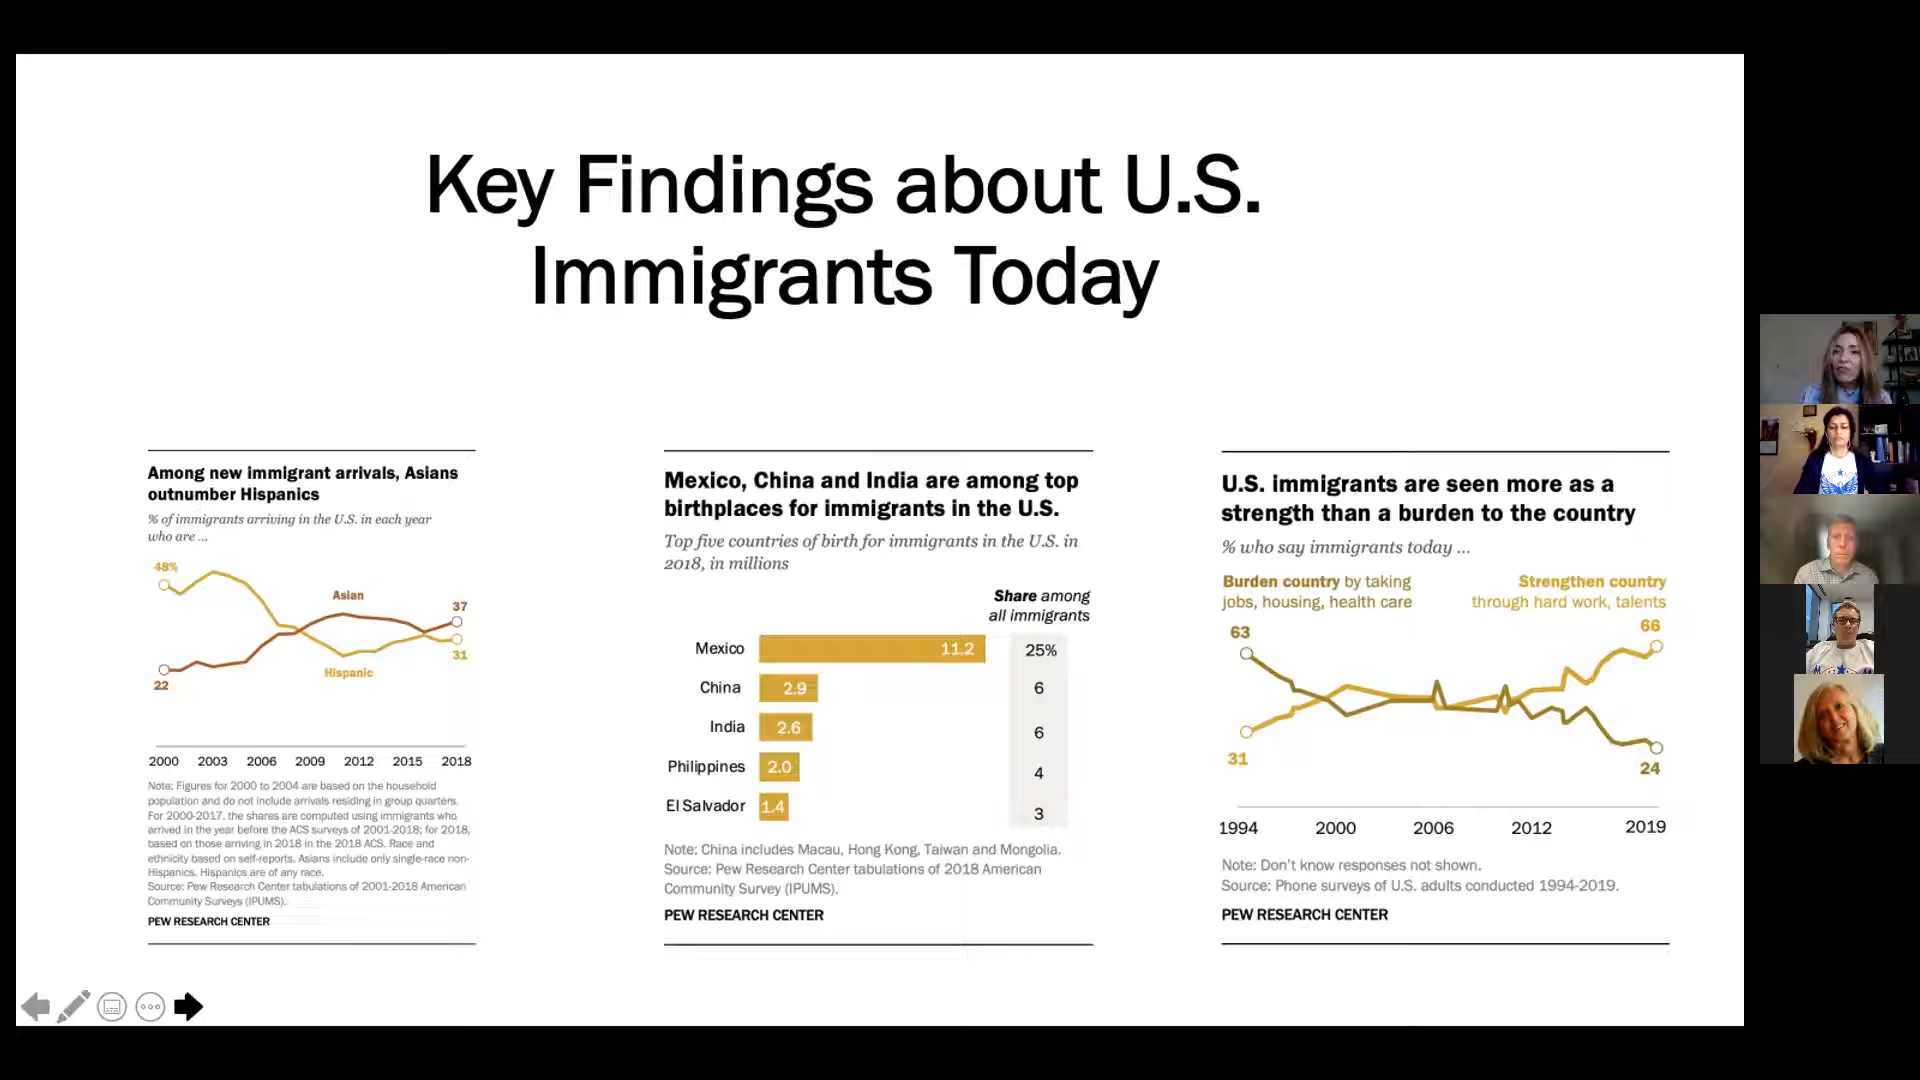 Key Findings about U.S.
Immigrants Today
Among new immigrant arrivals, Asians
outnumber Hispanics
% of immigrants arriving in the U.S. in each year
who are ...
48%
Asian
37
31
Hispanic
22
2000 2003 2006 2009 2012 2015 2018
Note: Figures for 2000 to 2004 are based on the household
population and do not include arrivals residing in group quarters.
For 2000-2017, the shares are computed using immigrants who
arrived in the year before the ACS surveys of 2001-2018; for 2018,
based on those arriving in 2018 in the 2018 ACS. Race and
ethnicity based on self-reports. Asians include only single-race non-
Hispanics. Hispanics are of any race.
Source: Pew Research Center tabulations of 2001-2018 American
Community Surveys (IPUMS).
PEW RESEARCH CENTER
Mexico, China and India are among top
birthplaces for immigrants in the U.S.
Top five countries of birth for immigrants in the U.S. in
2018, in millions
Share among
all immigrants
Mexico 11.2 25%
China 2.9 6
India 2.6 6
Philippines 2.0 4
El Salvador 1.4 3
Note: China includes Macau, Hong Kong, Taiwan and Mongolia.
Source: Pew Research Center tabulations of 2018 American
Community Survey (IPUMS).
PEW RESEARCH CENTER
U.S. immigrants are seen more as a
strength than a burden to the country
% who say immigrants today ...
Burden country by taking
jobs, housing, health care
Strengthen country
through hard work, talents
63
66
31
24
1994 2000 2006 2012 2019
Note: Don't know responses not shown.
Source: Phone surveys of U.S. adults conducted 1994-2019.
PEW RESEARCH CENTER